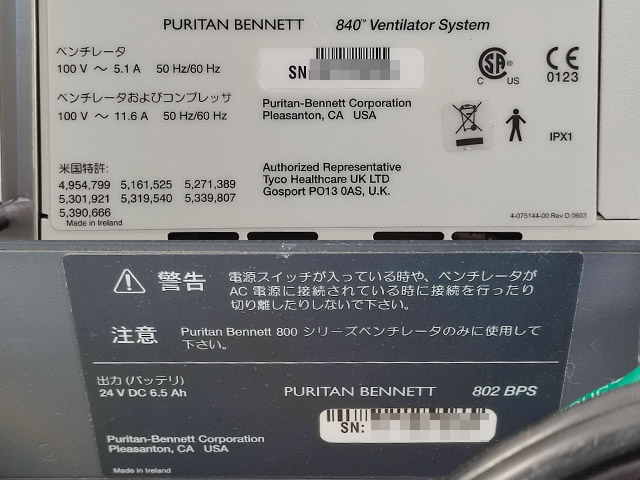 PURITAN BENNETT 840™ Ventilator System
ベンチレータ
100 V ～ 5.1 A 50 Hz/60 Hz
SN:
C SA® US
CE
0123
ベンチレータおよびコンプレッサ
100 V ～ 11.6 A 50 Hz/60 Hz
Puritan-Bennett Corporation
Pleasanton, CA USA
IPX1
米国特許:
4,954,799 5,161,525 5,271,389
5,301,921 5,319,540 5,339,807
5,390,666
Made in Ireland
Authorized Representative
Tyco Healthcare UK LTD
Gosport PO13 0AS, U.K.
4-075144-00 Rev D 0603
警告 電源スイッチが入っている時や、ベンチレータが
AC 電源に接続されている時に接続を行ったり
切り離したりしないで下さい。
注意 Puritan Bennett 800 シリーズベンチレータのみに使用して
下さい。
出力 (バッテリ)
24 V DC 6.5 Ah
PURITAN BENNETT 802 BPS
SN:
Puritan-Bennett Corporation
Pleasanton, CA USA
Made in Ireland